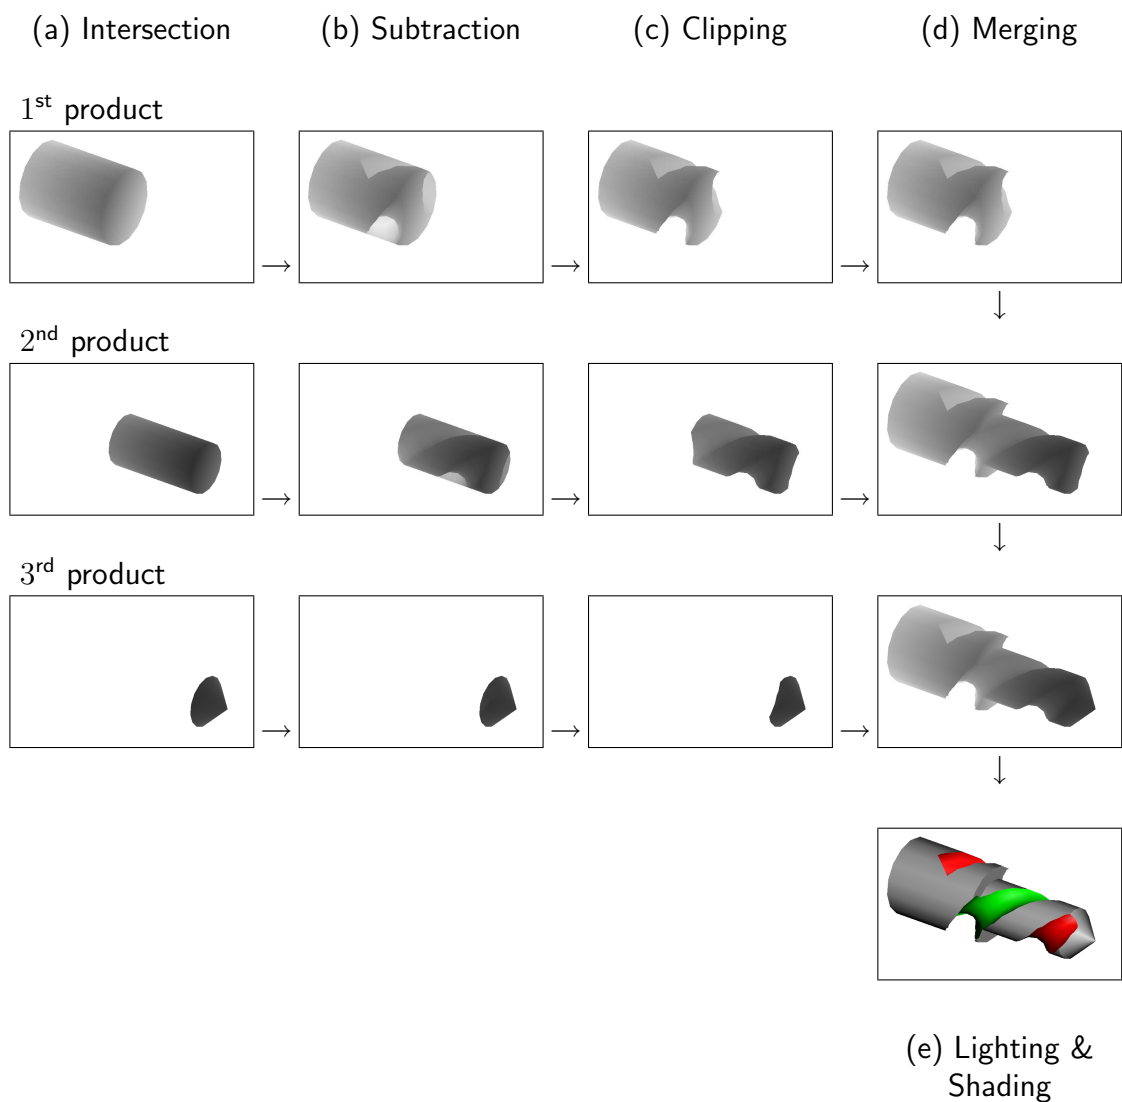 (a) Intersection
(b) Subtraction
(c) Clipping
(d) Merging
1st product
2nd product
3rd product
(e) Lighting &
Shading